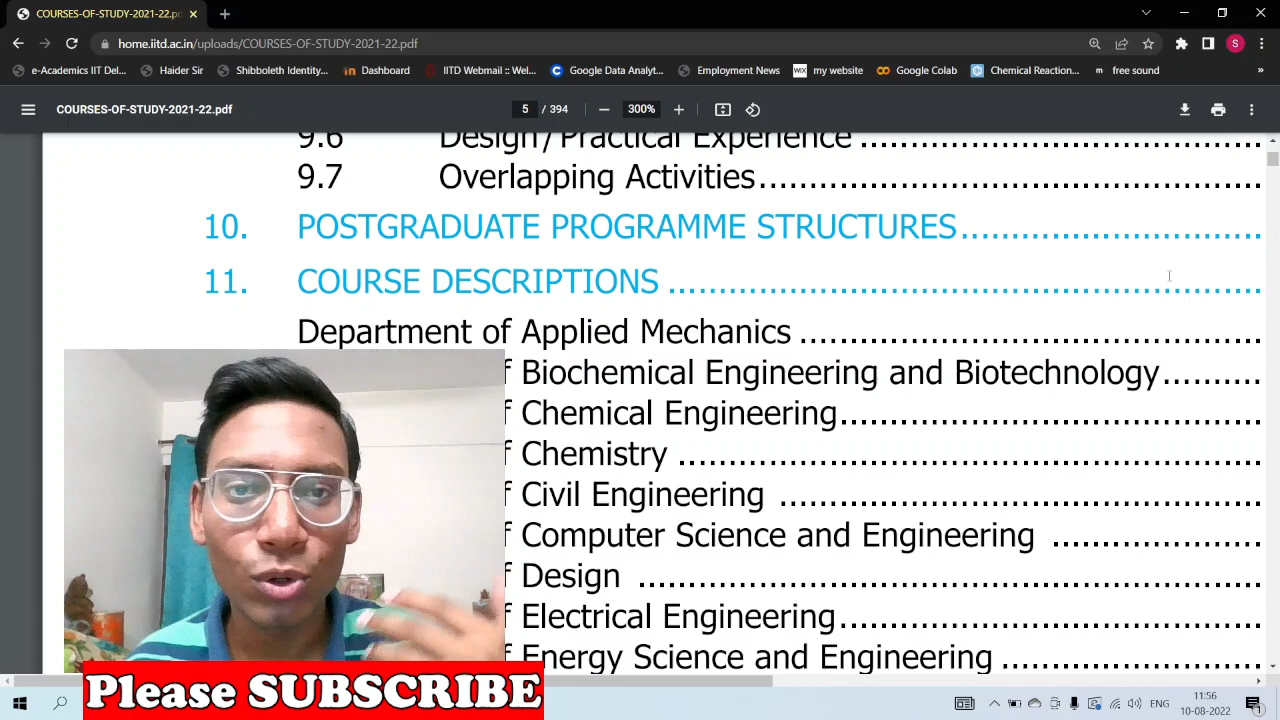 COURSES-OF-STUDY-2021-22.pdf
home.iitd.ac.in/uploads/COURSES-OF-STUDY-2021-22.pdf
S
e-Academics IIT Del... Haider Sir Shibboleth Identity... Dashboard IITD Webmail :: Wel... Google Data Analyt... Employment News WIX my website Google Colab Chemical Reaction... m free sound »
COURSES-OF-STUDY-2021-22.pdf 5 / 394 300%
9.6 Design/Practical Experience
9.7 Overlapping Activities
10. POSTGRADUATE PROGRAMME STRUCTURES
11. COURSE DESCRIPTIONS
Department of Applied Mechanics
f Biochemical Engineering and Biotechnology
f Chemical Engineering
f Chemistry
f Civil Engineering
f Computer Science and Engineering
f Design
f Electrical Engineering
f Energy Science and Engineering
Please SUBSCRIBE
ENG 11:56
10-08-2022 1